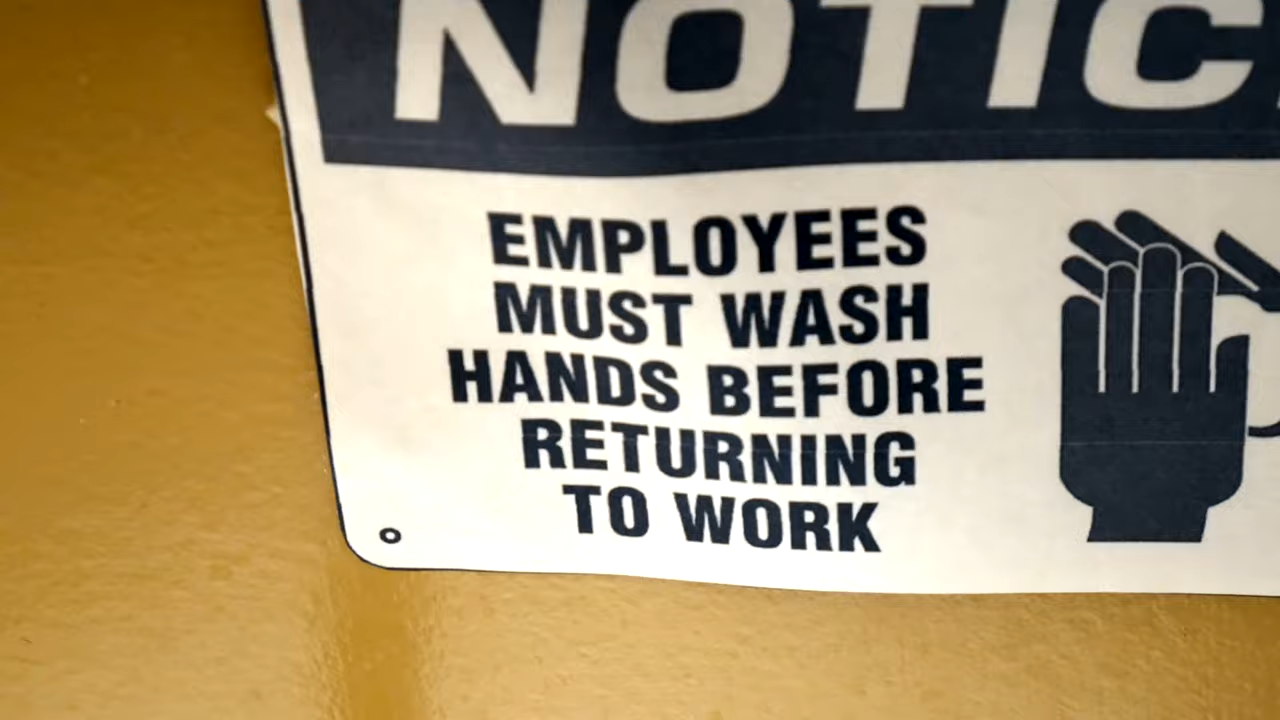 NOTIC
EMPLOYEES
MUST WASH
HANDS BEFORE
RETURNING
TO WORK